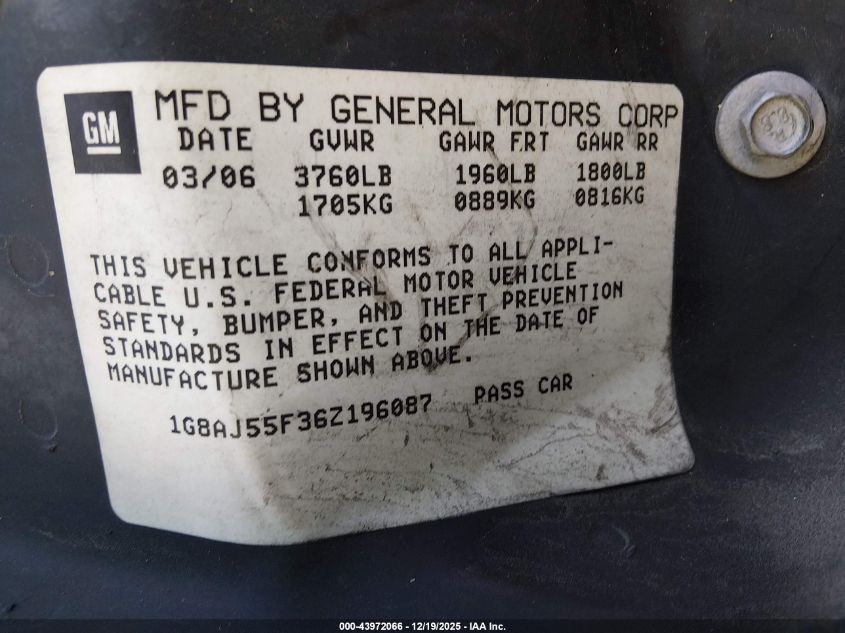 GM
MFD BY GENERAL MOTORS CORP
DATE GVWR GAWR FRT GAWR RR
03/06 3760LB 1960LB 1800LB
1705KG 0889KG 0816KG
THIS VEHICLE CONFORMS TO ALL APPLI-
CABLE U.S. FEDERAL MOTOR VEHICLE
SAFETY, BUMPER, AND THEFT PREVENTION
STANDARDS IN EFFECT ON THE DATE OF
MANUFACTURE SHOWN ABOVE.
1G8AJ55F36Z196087 PASS CAR
000-43972066 - 12/19/2025 - IAA Inc.